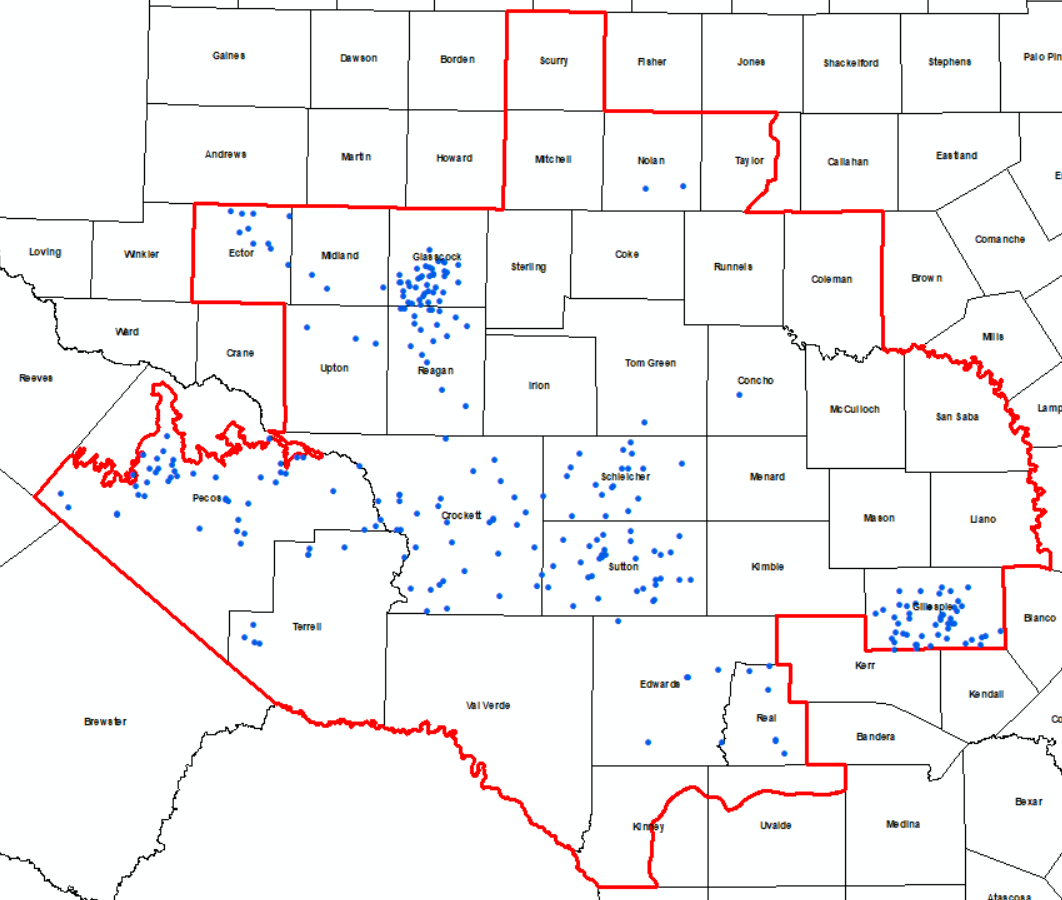 Gaines
Dawson
Borden
Scurry
Fisher
Jones
Shackelford
Stephens
Palo Pin
Andrews
Martin
Howard
Mitchell
Nolan
Taylor
Callahan
Eastland
Loving
Winkler
Ector
Midland
Glasscock
Sterling
Coke
Runnels
Coleman
Brown
Comanche
Ward
Crane
Reeves
Upton
Reagan
Irion
Tom Green
Concho
McCulloch
San Saba
Mills
Lamp
Pecos
Crockett
Schleicher
Menard
Mason
Llano
Sutton
Kimble
Gillespie
Blanco
Terrell
Val Verde
Edwards
Real
Kerr
Kendall
Bandera
Co
Brewster
Kinney
Uvalde
Medina
Bexar
Atascosa